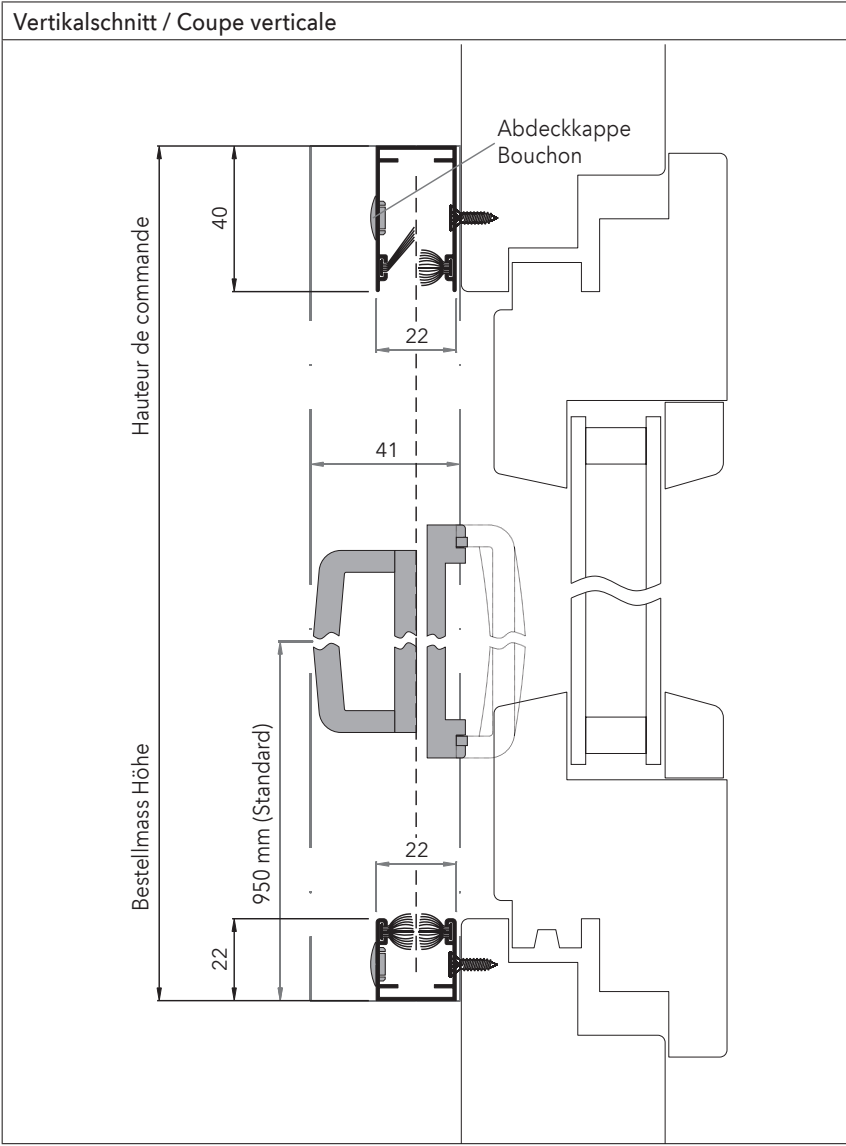 Vertikalschnitt / Coupe verticale
Abdeckkappe
Bouchon
40
22
Hauteur de commande
41
Bestellmass Höhe
950 mm (Standard)
22
22